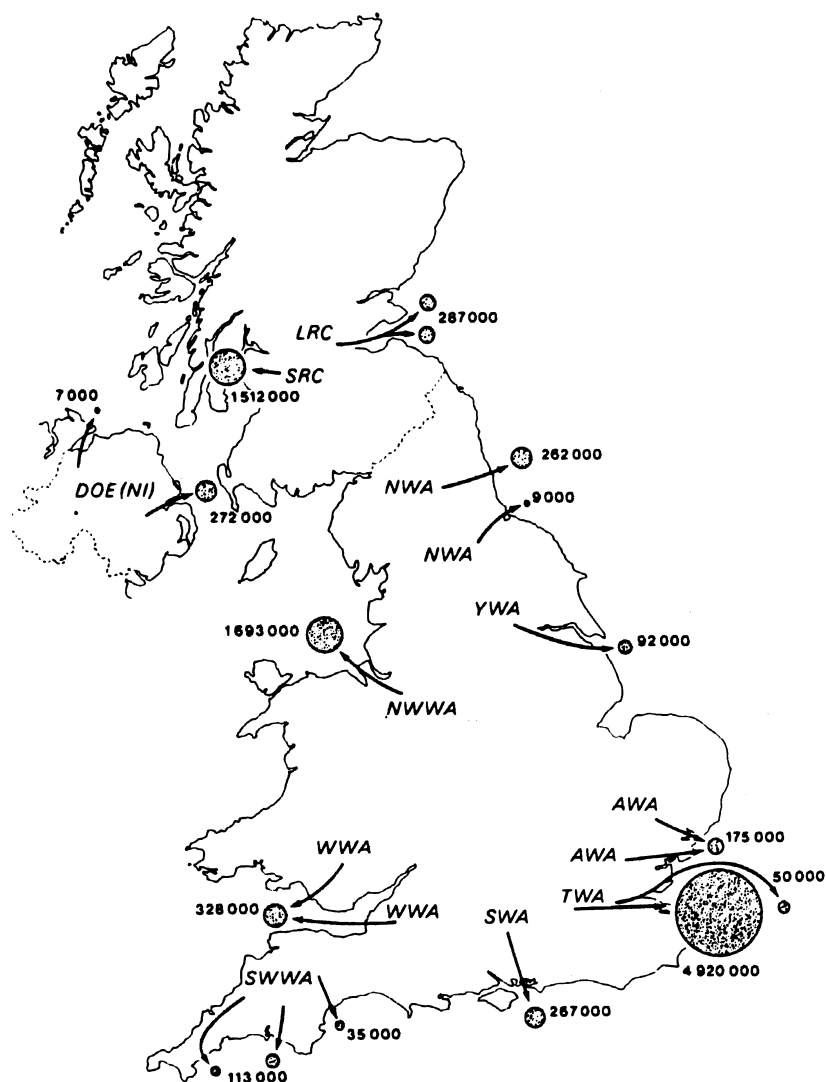 LRC
287000
SRC
1512000
7000
DOE(NI)
272000
NWA
262000
9000
NWA
YWA
92000
1693000
NWWA
AWA
175000
AWA
50000
TWA
WWA
328000
WWA
SWA
4920000
SWWA
267000
35000
113000